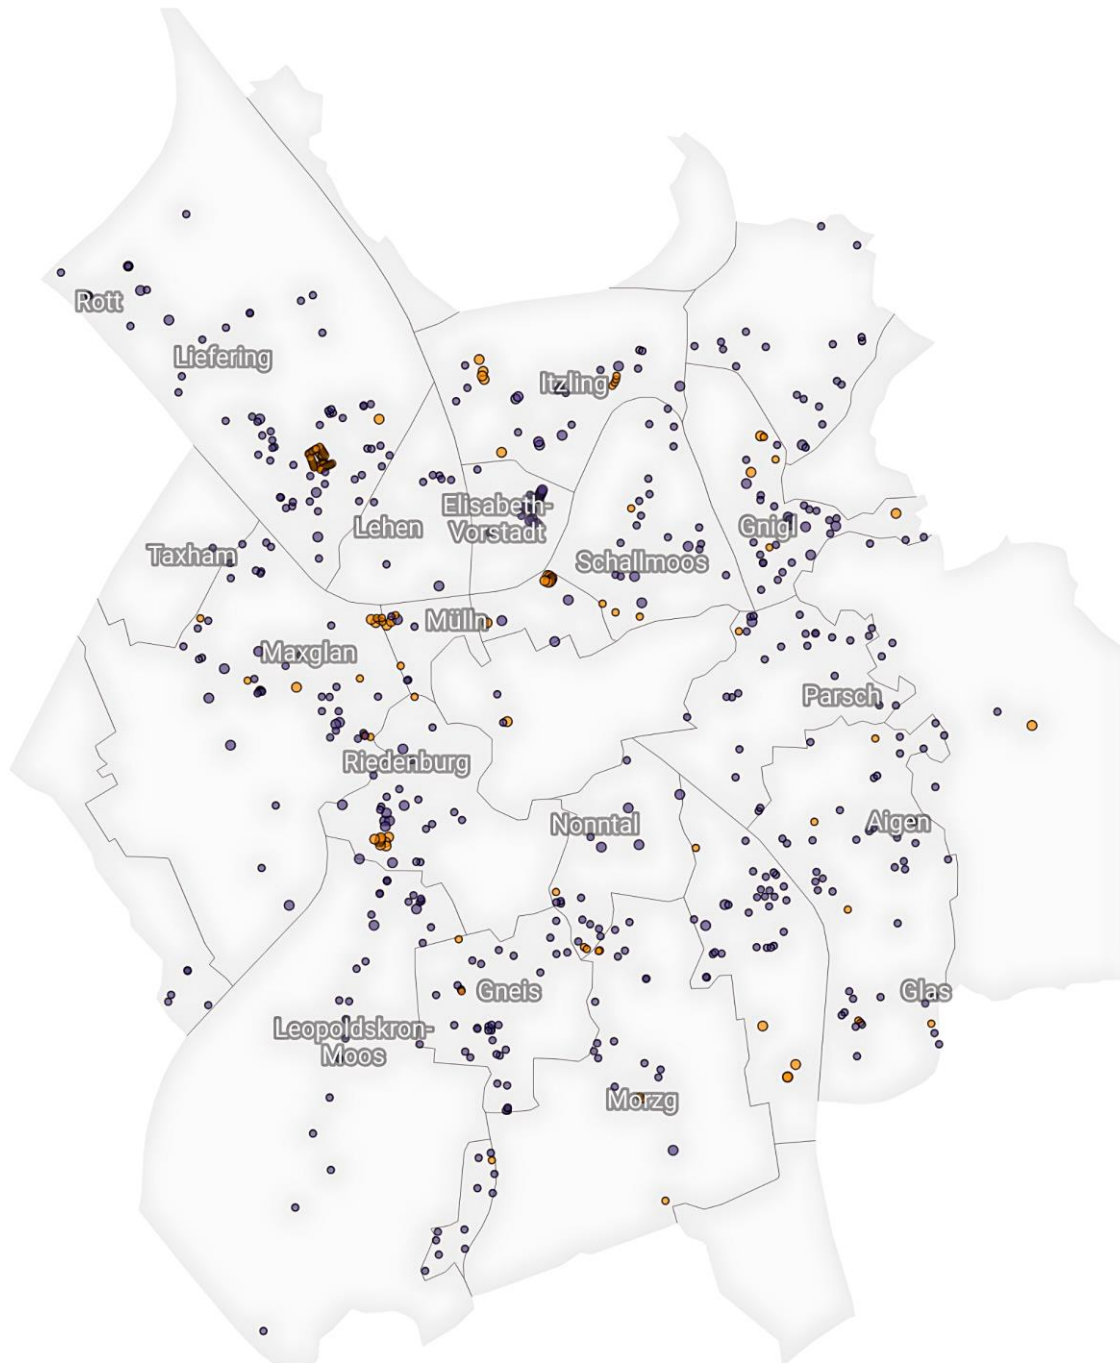 Rott
Liefering
Itzling
Elisabeth-
Vorstadt
Lehen
Gnigl
Taxham
Schallmoos
Mülln
Maxglan
Parsch
Riedenburg
Nonntal
Aigen
Gneis
Glas
Leopoldskron-
Moos
Morzg